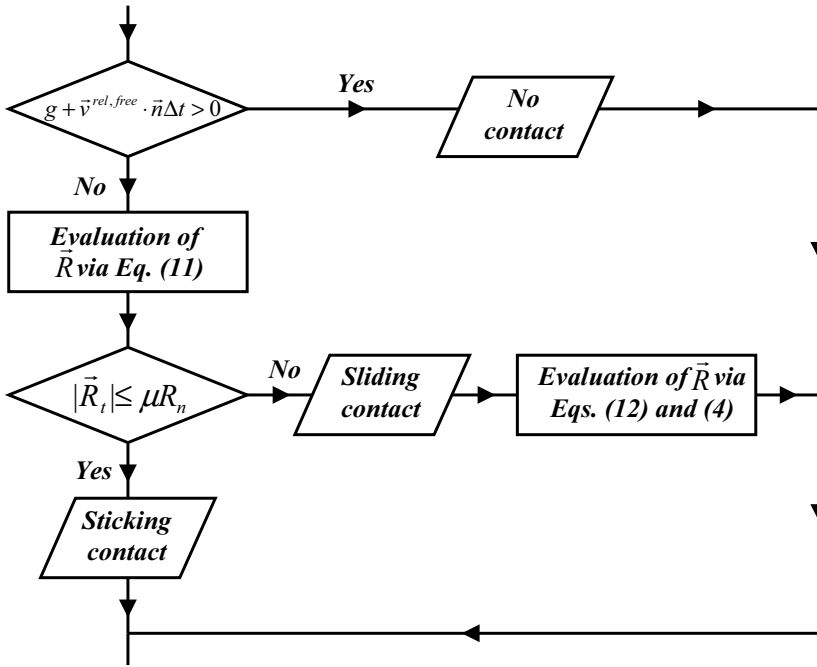 g + v⃗^{rel,free} · n⃗Δt > 0
Yes
No
contact
No
Evaluation of
R⃗ via Eq. (11)
|R⃗_t| ≤ μR_n
No
Sliding
contact
Evaluation of R⃗ via
Eqs. (12) and (4)
Yes
Sticking
contact